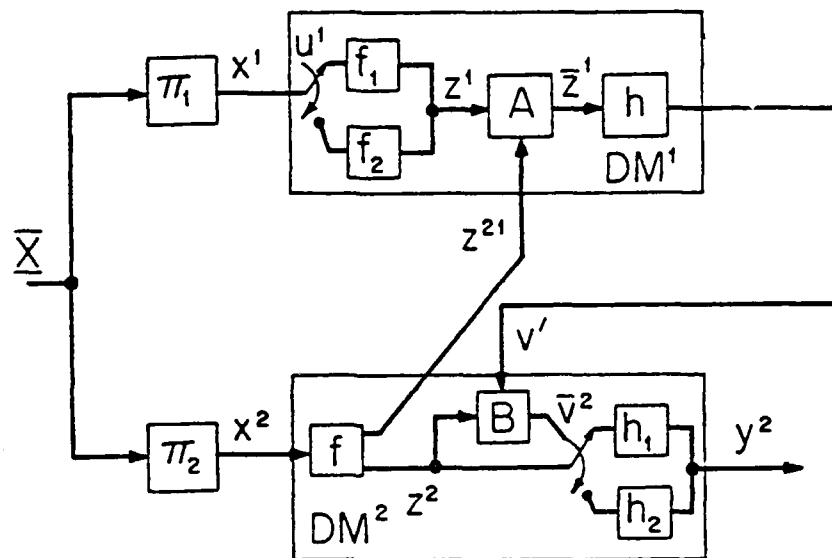 X
π₁
x¹
u¹
f₁
f₂
z¹
A
z̄¹
h
DM¹
z²¹
v'
π₂
x²
f
z²
B
v̄²
h₁
h₂
y²
DM²